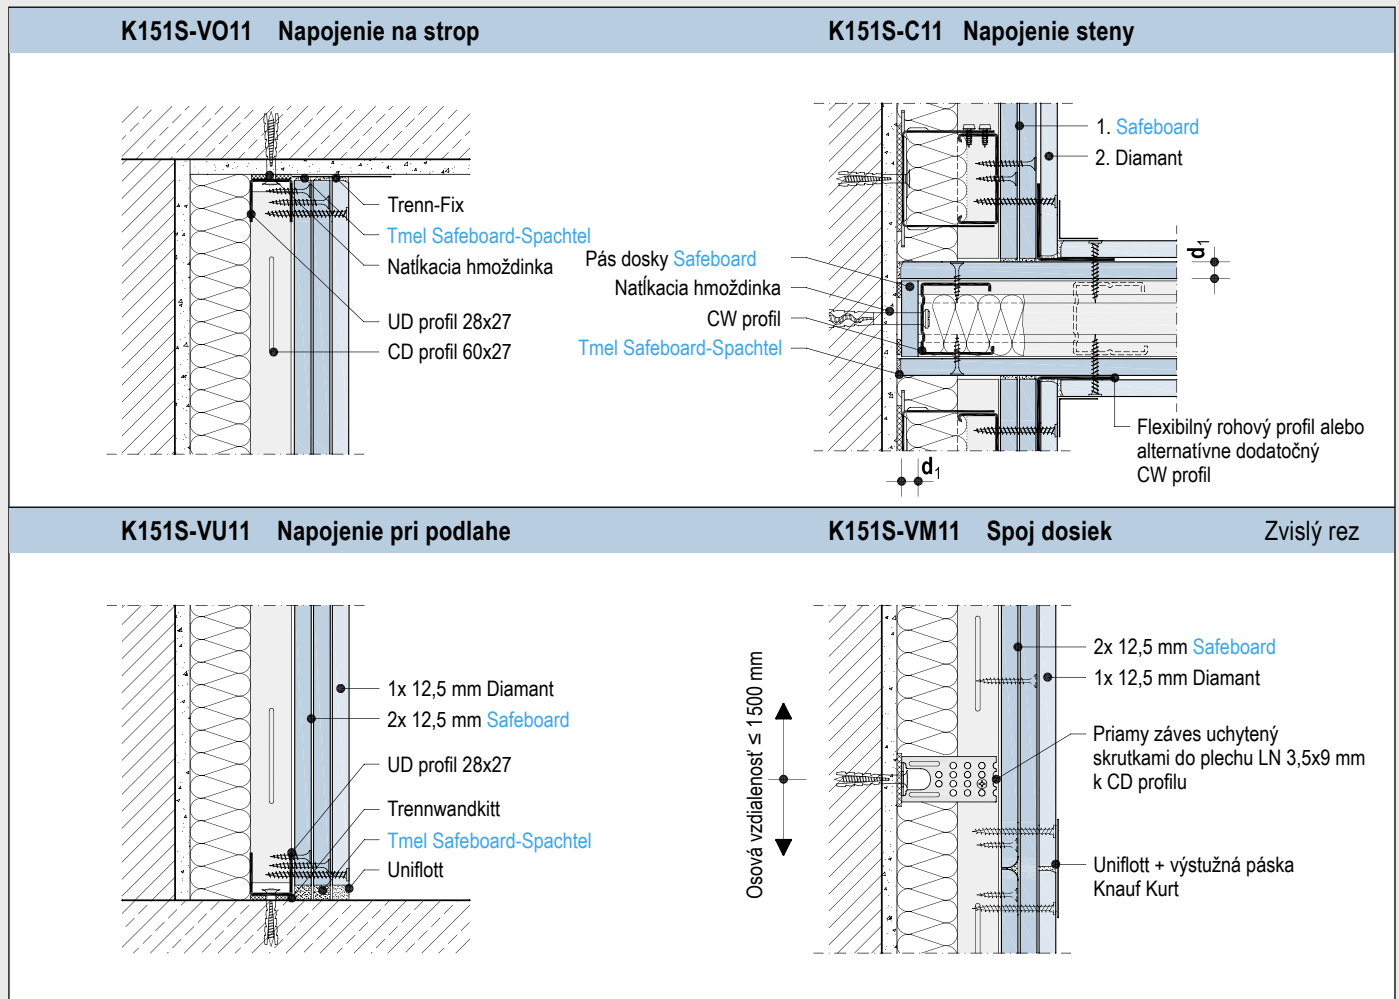 K151S-VO11 Napojenie na strop
Trenn-Fix
Tmel Safeboard-Spachtel
Natĺkacia hmoždinka
UD profil 28x27
CD profil 60x27
K151S-C11 Napojenie steny
1. Safeboard
2. Diamant
d1
Pás dosky Safeboard
Natĺkacia hmoždinka
CW profil
Tmel Safeboard-Spachtel
Flexibilný rohový profil alebo
alternatívne dodatočný
CW profil
d1
K151S-VU11 Napojenie pri podlahe
1x 12,5 mm Diamant
2x 12,5 mm Safeboard
UD profil 28x27
Trennwandkitt
Tmel Safeboard-Spachtel
Uniflott
K151S-VM11 Spoj dosiek Zvislý rez
Osová vzdialenosť ≤ 1500 mm
2x 12,5 mm Safeboard
1x 12,5 mm Diamant
Priamy záves uchytený
skrutkami do plechu LN 3,5x9 mm
k CD profilu
Uniflott + výstužná páska
Knauf Kurt